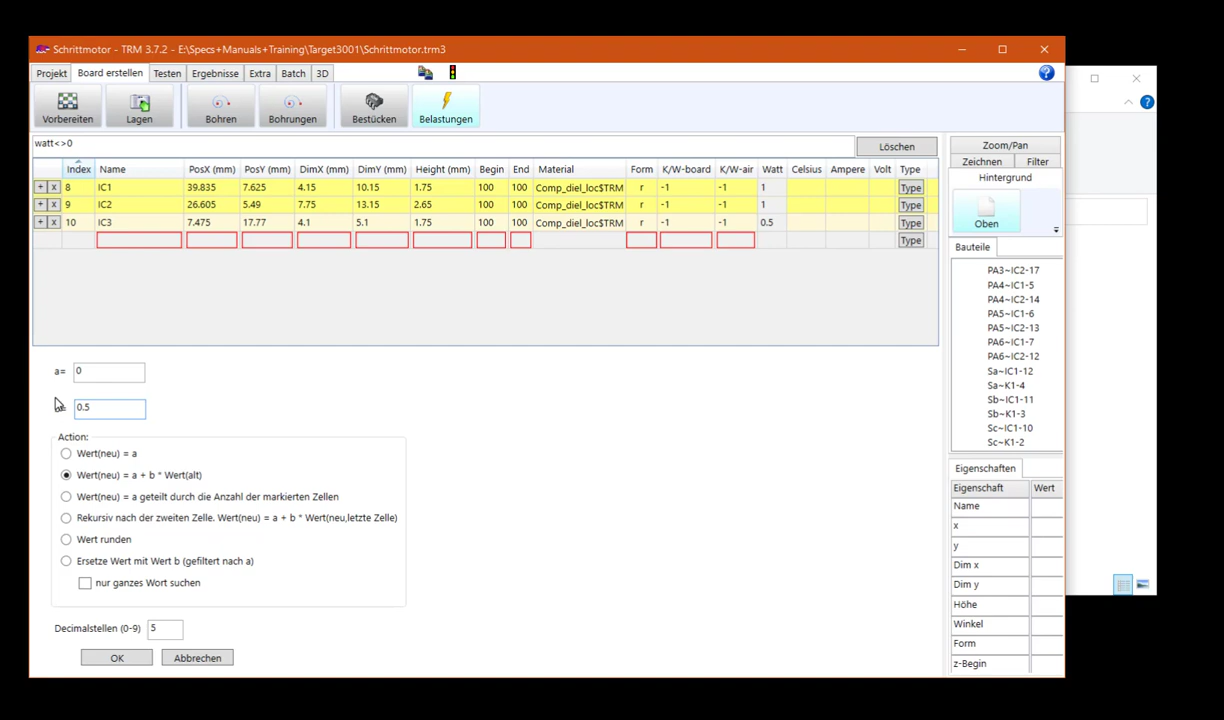 Schrittmotor - TRM 3.7.2 - E:\Specs+Manuals+Training\Target3001\Schrittmotor.trm3
Projekt Board erstellen Testen Ergebnisse Extra Batch 3D
Vorbereiten Lagen Bohren Bohrungen Bestücken Belastungen
watt<>0 Löschen
Index Name PosX (mm) PosY (mm) DimX (mm) DimY (mm) Height (mm) Begin End Material Form K/W-board K/W-air Watt Celsius Ampere Volt Type
+ x 8 IC1 39.835 7.625 4.15 10.15 1.75 100 100 Comp_diel_loc$TRM r -1 -1 1 Type
+ x 9 IC2 26.605 5.49 7.75 13.15 2.65 100 100 Comp_diel_loc$TRM r -1 -1 1 Type
+ x 10 IC3 7.475 17.77 4.1 5.1 1.75 100 100 Comp_diel_loc$TRM r -1 -1 0.5 Type
Type
a= 0
0.5
Action:
Wert(neu) = a
Wert(neu) = a + b * Wert(alt)
Wert(neu) = a geteilt durch die Anzahl der markierten Zellen
Rekursiv nach der zweiten Zelle. Wert(neu) = a + b * Wert(neu,letzte Zelle)
Wert runden
Ersetze Wert mit Wert b (gefiltert nach a)
nur ganzes Wort suchen
Decimalstellen (0-9) 5
OK Abbrechen
Zoom/Pan
Zeichnen Filter
Hintergrund
Oben
Bauteile
PA3~IC2-17
PA4~IC1-5
PA4~IC2-14
PA5~IC1-6
PA5~IC2-13
PA6~IC1-7
PA6~IC2-12
Sa~IC1-12
Sa~K1-4
Sb~IC1-11
Sb~K1-3
Sc~IC1-10
Sc~K1-2
Eigenschaften
Eigenschaft Wert
Name
x
y
Dim x
Dim y
Höhe
Winkel
Form
z-Begin